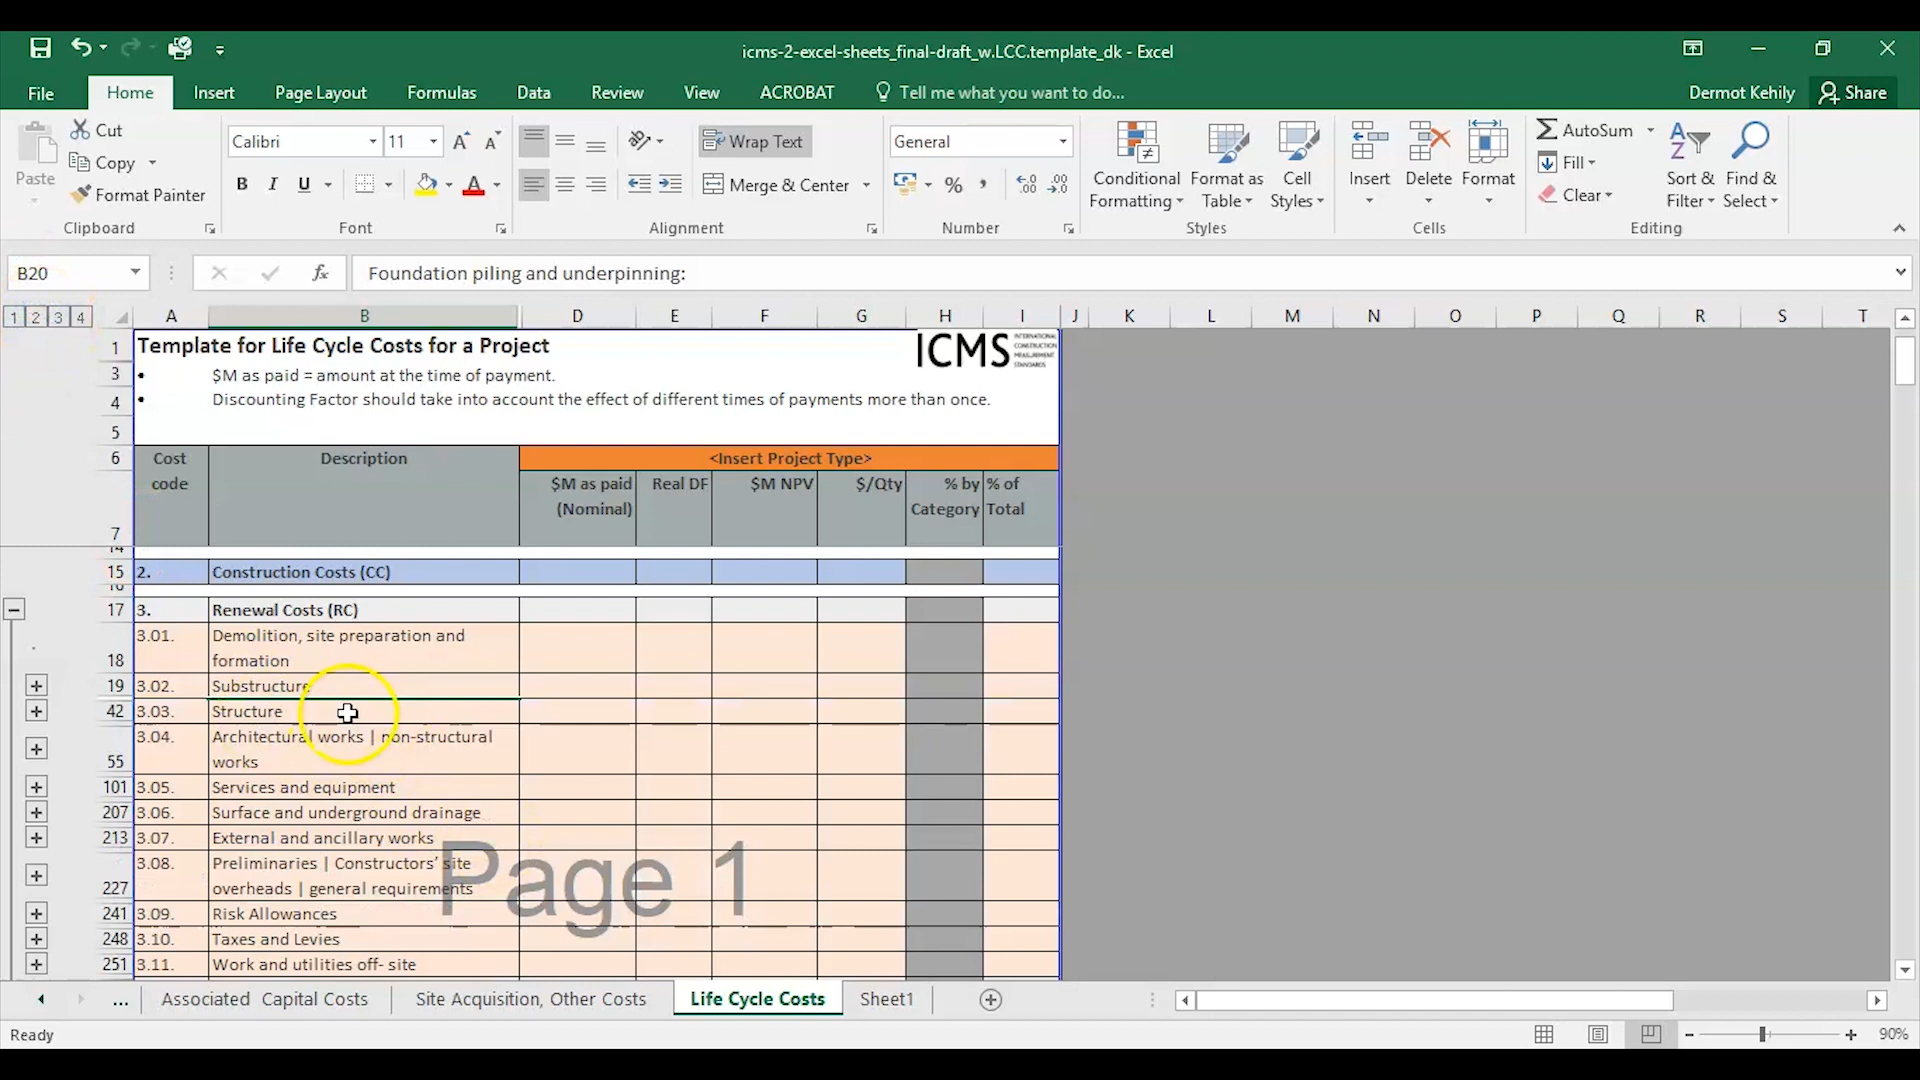 icms-2-excel-sheets_final-draft_w.LCC.template_dk - Excel
File Home Insert Page Layout Formulas Data Review View ACROBAT Tell me what you want to do... Dermot Kehily Share
Paste
Cut
Copy
Format Painter
Clipboard
Calibri 11
B I U
Font
Wrap Text
Merge & Center
Alignment
General
%
Number
Conditional Formatting
Format as Table
Cell Styles
Styles
Insert
Delete
Format
Cells
AutoSum
Fill
Clear
Sort & Filter
Find & Select
Editing
B20 fx Foundation piling and underpinning:
1 2 3 4 A B D E F G H I J K L M N O P Q R S T
1 Template for Life Cycle Costs for a Project ICMS INTERNATIONAL CONSTRUCTION MEASUREMENT STANDARDS
3 • $M as paid = amount at the time of payment.
4 • Discounting Factor should take into account the effect of different times of payments more than once.
5
6 Cost code Description <Insert Project Type>
7 $M as paid (Nominal) Real DF $M NPV $/Qty % by Category % of Total
14
15 2. Construction Costs (CC)
16
17 3. Renewal Costs (RC)
18 3.01. Demolition, site preparation and formation
19 3.02. Substructure
42 3.03. Structure
55 3.04. Architectural works | non-structural works
101 3.05. Services and equipment
207 3.06. Surface and underground drainage
213 3.07. External and ancillary works
227 3.08. Preliminaries | Constructors' site overheads | general requirements
241 3.09. Risk Allowances
248 3.10. Taxes and Levies
251 3.11. Work and utilities off- site
Page 1
... Associated Capital Costs Site Acquisition, Other Costs Life Cycle Costs Sheet1
Ready 90%